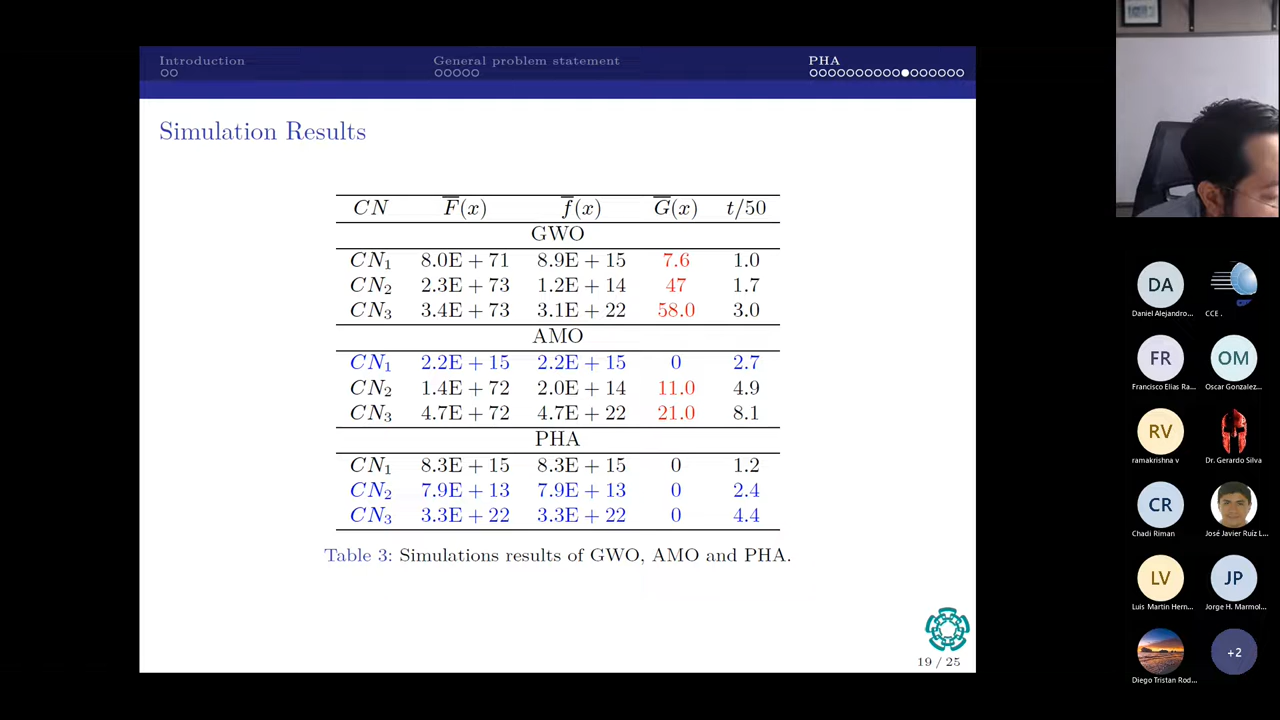 Introduction
General problem statement
PHA
Simulation Results
CN F(x) f(x) G(x) t/50
GWO
CN1 8.0E + 71 8.9E + 15 7.6 1.0
CN2 2.3E + 73 1.2E + 14 47 1.7
CN3 3.4E + 73 3.1E + 22 58.0 3.0
AMO
CN1 2.2E + 15 2.2E + 15 0 2.7
CN2 1.4E + 72 2.0E + 14 11.0 4.9
CN3 4.7E + 72 4.7E + 22 21.0 8.1
PHA
CN1 8.3E + 15 8.3E + 15 0 1.2
CN2 7.9E + 13 7.9E + 13 0 2.4
CN3 3.3E + 22 3.3E + 22 0 4.4
Table 3: Simulations results of GWO, AMO and PHA.
19 / 25
DA
Daniel Alejandro...
CCE .
FR
OM
Francisco Elias Ra...
Oscar Gonzalez...
RV
ramakrishna v
Dr. Gerardo Silva
CR
Chadi Riman
José Javier Ruíz L...
LV
JP
Luis Martin Hern...
Jorge H. Marmol...
+2
Diego Tristan Rod...